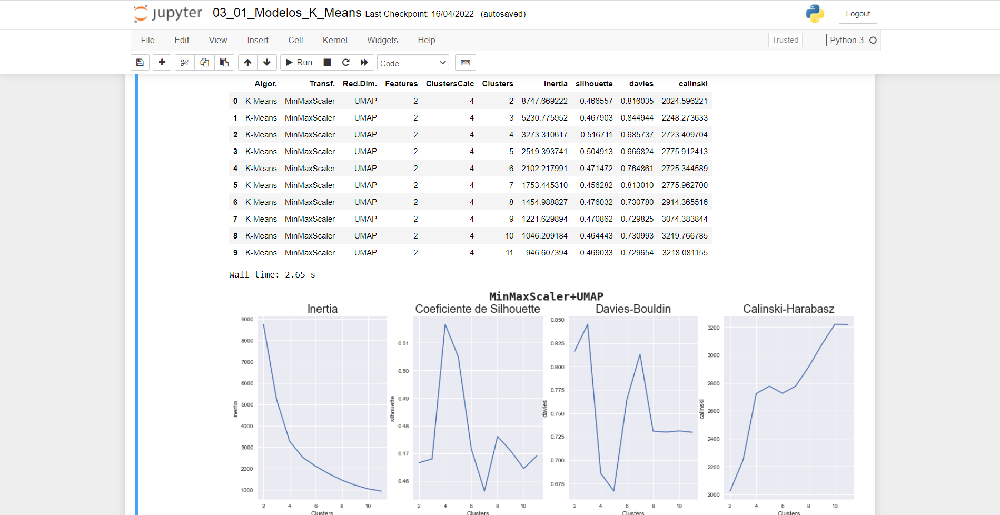 jupyter 03_01_Modelos_K_Means Last Checkpoint: 16/04/2022 (autosaved) Logout
File Edit View Insert Cell Kernel Widgets Help Trusted Python 3
Run Code
Algor. Transf. Red.Dim. Features ClustersCalc Clusters inertia silhouette davies calinski
0 K-Means MinMaxScaler UMAP 2 4 2 8747.669222 0.466557 0.816035 2024.596221
1 K-Means MinMaxScaler UMAP 2 4 3 5230.775952 0.467903 0.844944 2248.273633
2 K-Means MinMaxScaler UMAP 2 4 4 3273.310617 0.516711 0.685737 2723.409704
3 K-Means MinMaxScaler UMAP 2 4 5 2519.393741 0.504913 0.666824 2775.912413
4 K-Means MinMaxScaler UMAP 2 4 6 2102.217991 0.471472 0.764861 2725.344589
5 K-Means MinMaxScaler UMAP 2 4 7 1753.445310 0.456282 0.813010 2775.962700
6 K-Means MinMaxScaler UMAP 2 4 8 1454.988827 0.476032 0.730780 2914.365516
7 K-Means MinMaxScaler UMAP 2 4 9 1221.629894 0.470862 0.729825 3074.383844
8 K-Means MinMaxScaler UMAP 2 4 10 1046.209184 0.464443 0.730993 3219.766785
9 K-Means MinMaxScaler UMAP 2 4 11 946.607394 0.469033 0.729654 3218.081155
Wall time: 2.65 s
MinMaxScaler+UMAP
Inertia
9000
8000
7000
6000
5000
4000
3000
2000
1000
inertia
2 4 6 8 10
Clusters
Coeficiente de Silhouette
0.51
0.50
0.49
0.48
0.47
0.46
silhouette
2 4 6 8 10
Clusters
Davies-Bouldin
0.850
0.825
0.800
0.775
0.750
0.725
0.700
0.675
davies
2 4 6 8 10
Clusters
Calinski-Harabasz
3200
3000
2800
2600
2400
2200
2000
calinski
2 4 6 8 10
Clusters